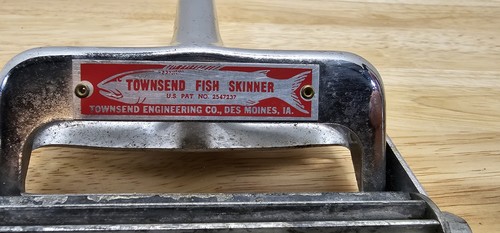 TOWNSEND FISH SKINNER
U.S. PAT. NO. 2547237
TOWNSEND ENGINEERING CO., DES MOINES, IA.